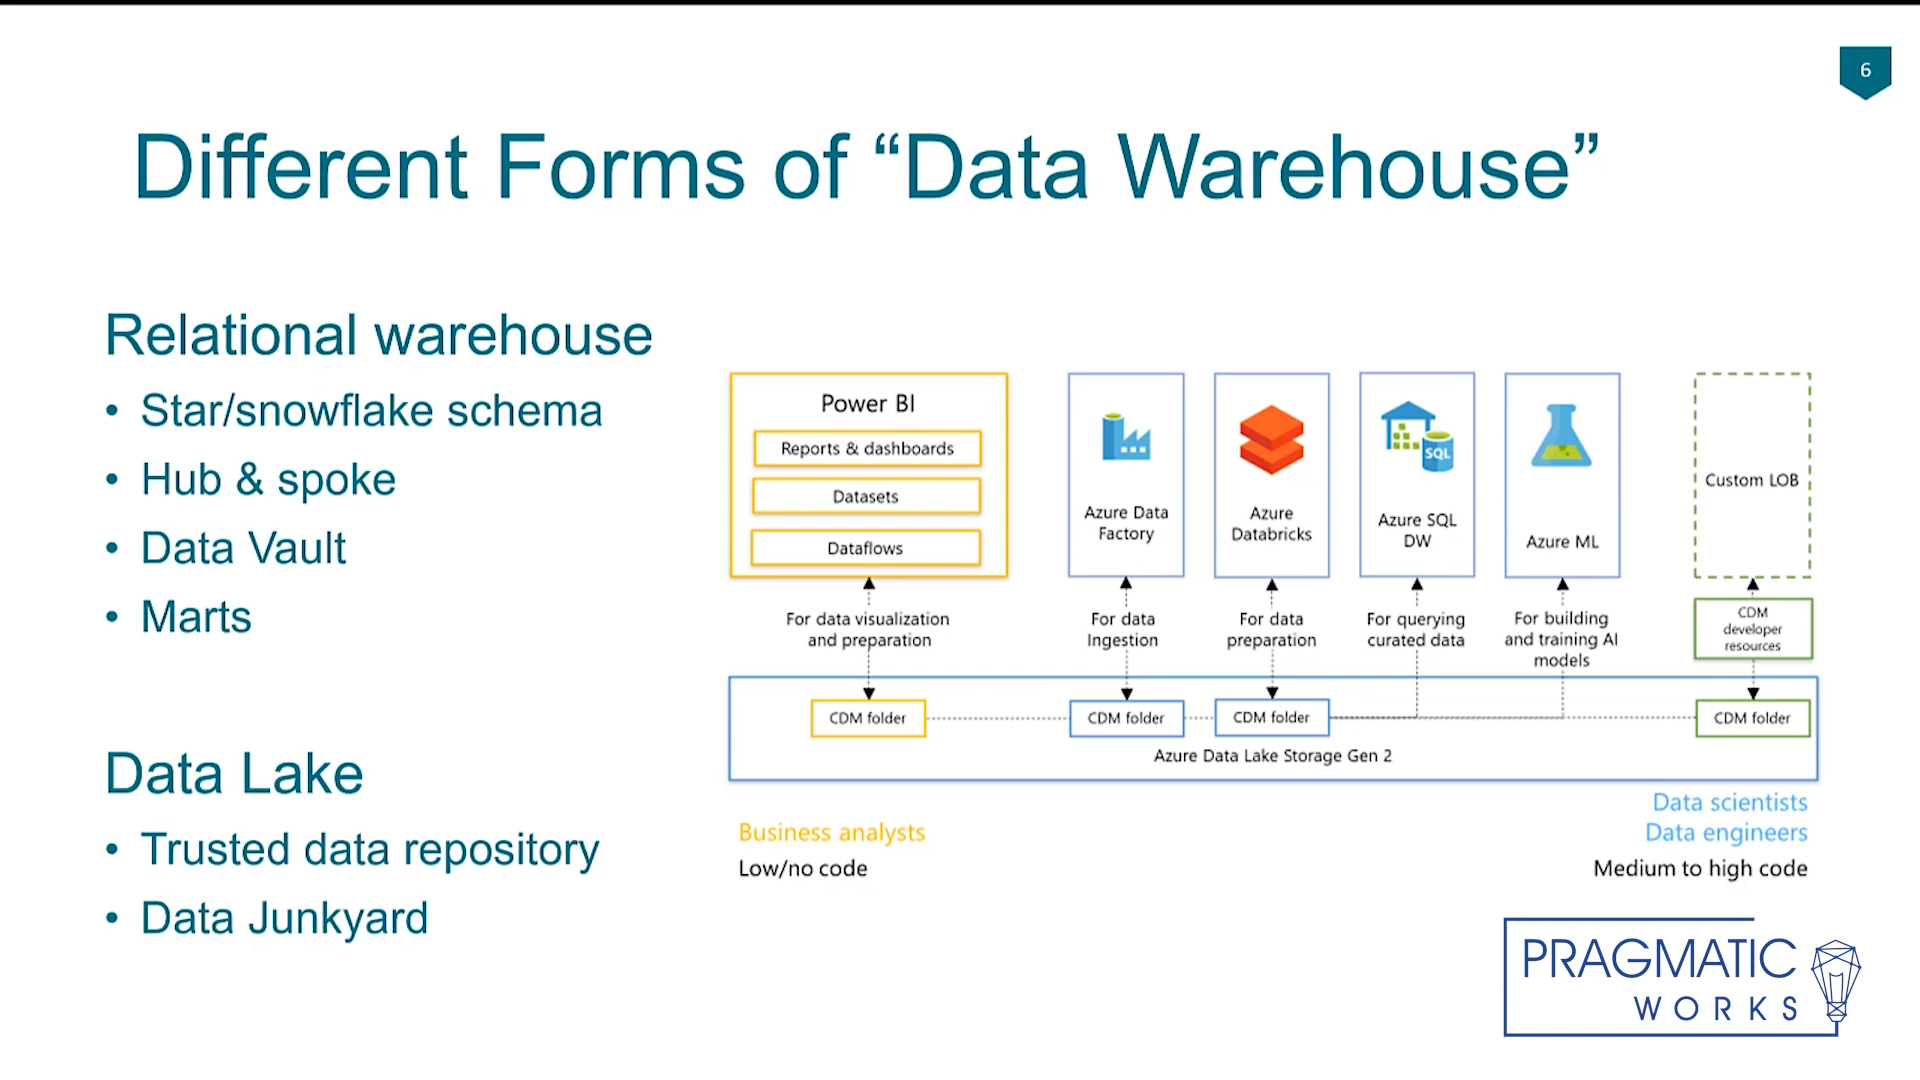 6
Different Forms of “Data Warehouse”
Relational warehouse
• Star/snowflake schema
• Hub & spoke
• Data Vault
• Marts
Data Lake
• Trusted data repository
• Data Junkyard
Power BI
Reports & dashboards
Datasets
Dataflows
Azure Data
Factory
Azure
Databricks
SQL
Azure SQL
DW
Azure ML
Custom LOB
For data visualization
and preparation
For data
Ingestion
For data
preparation
For querying
curated data
For building
and training AI
models
CDM
developer
resources
CDM folder
CDM folder
CDM folder
CDM folder
Azure Data Lake Storage Gen 2
Business analysts
Low/no code
Data scientists
Data engineers
Medium to high code
PRAGMATIC
WORKS